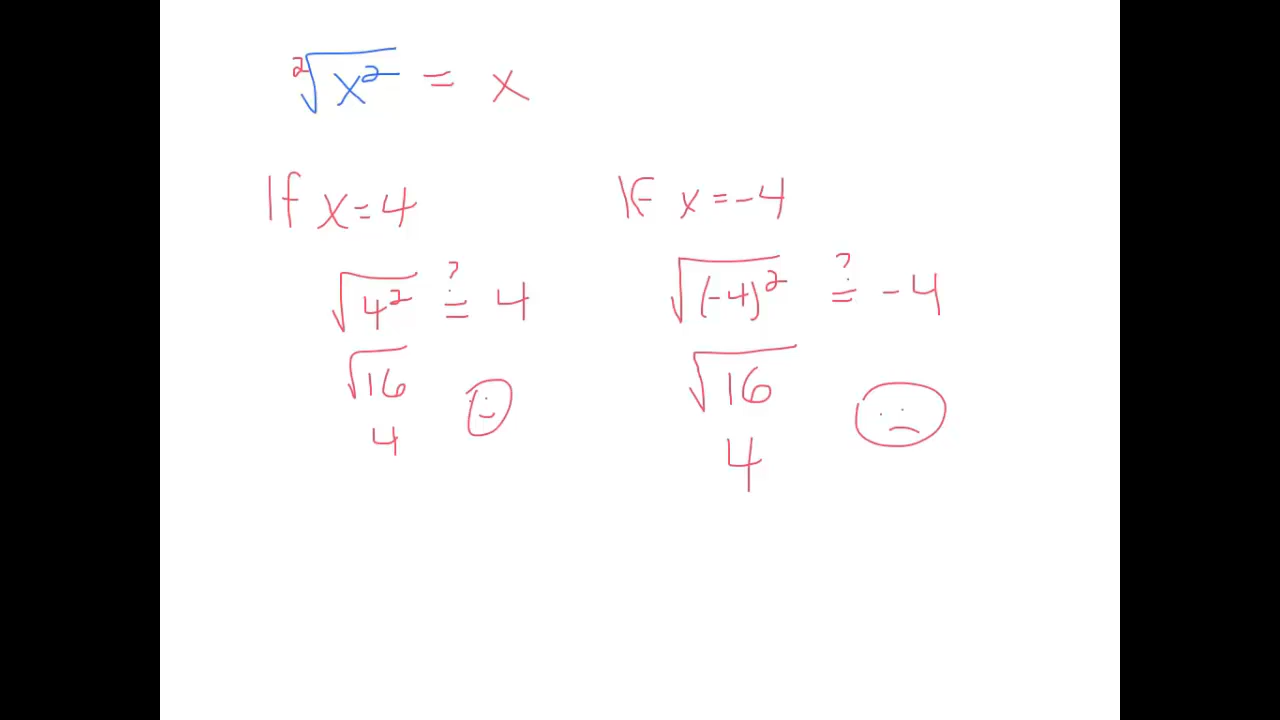 ²√x² = x
If x=4
√4² ≟ 4
√16
4
If x=-4
√(-4)² ≟ -4
√16
4